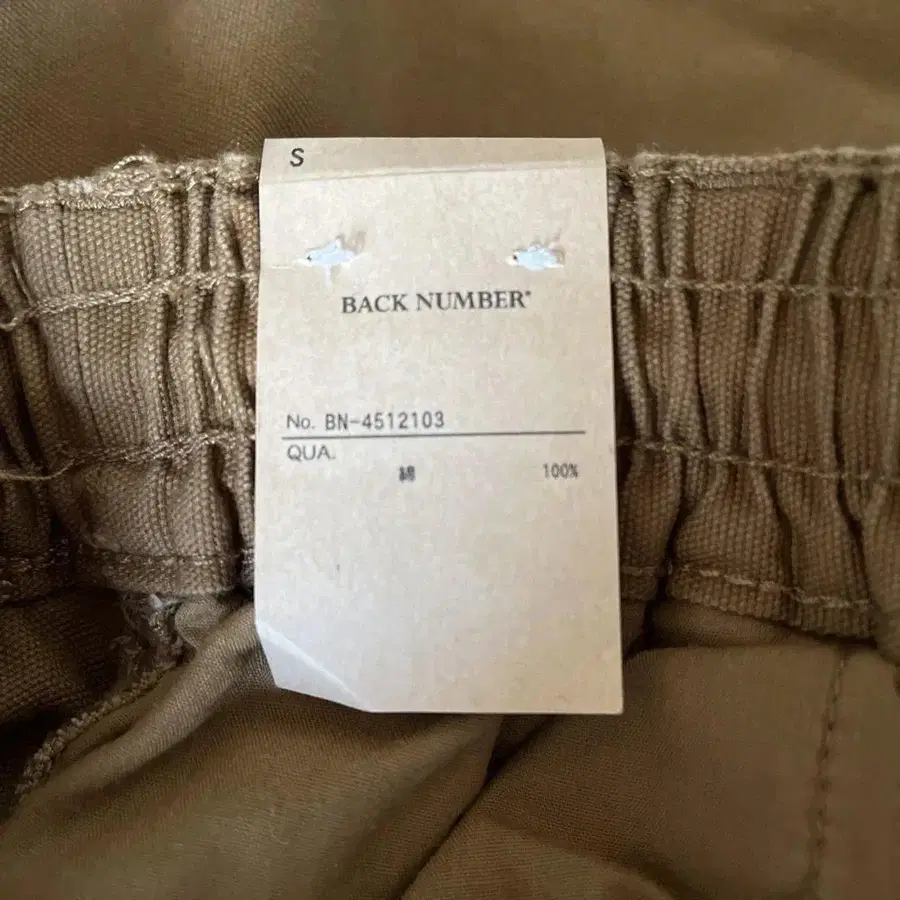 S
BACK NUMBER
No. BN-4512103
QUA.
綿 100%